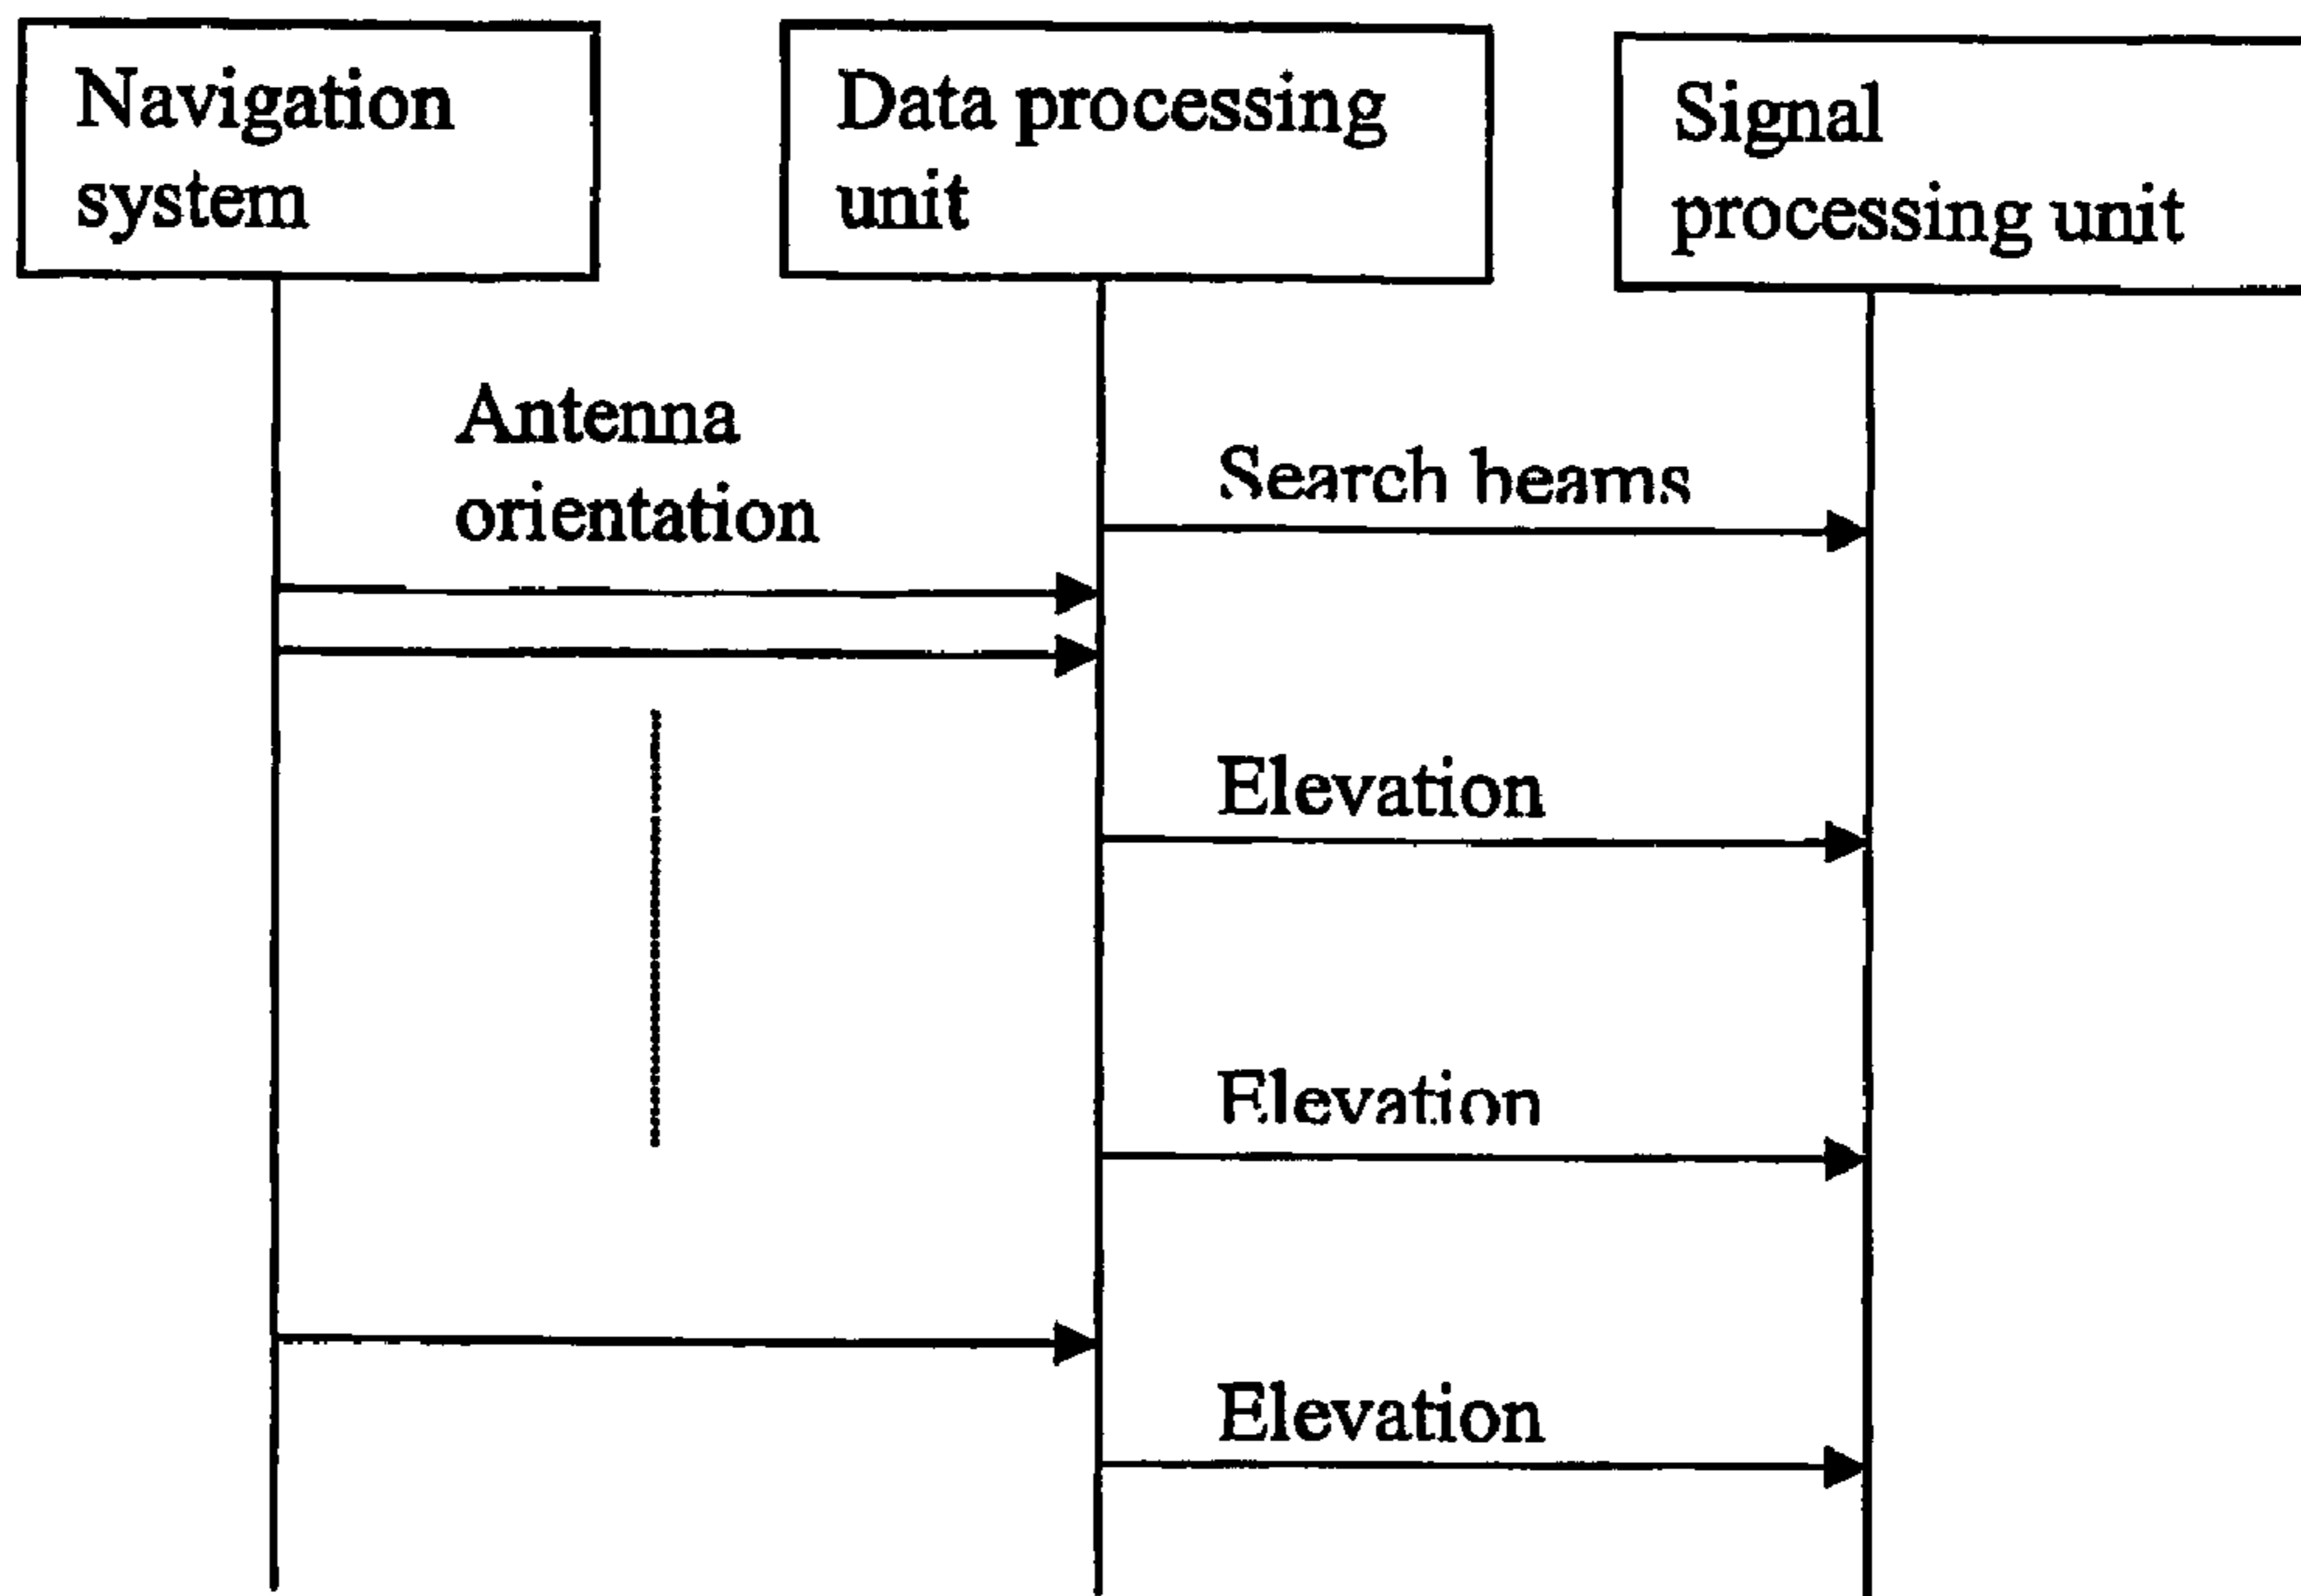 Navigation
system
Data processing
unit
Signal
processing unit
Antenna
orientation
Search beams
Elevation
Elevation
Elevation